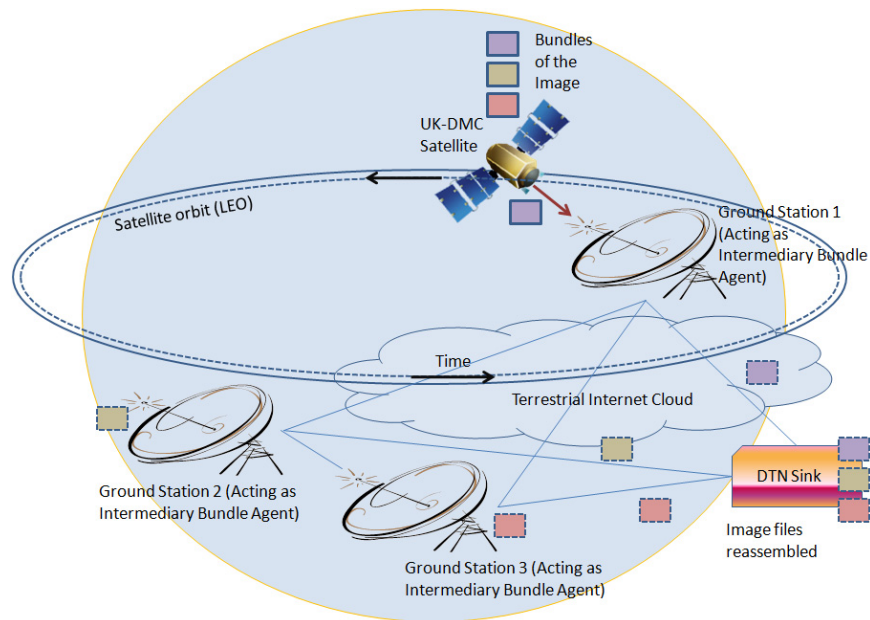 Bundles
of the
Image
UK-DMC
Satellite
Satellite orbit (LEO)
Ground Station 1
(Acting as
Intermediary Bundle
Agent)
Time
Terrestrial Internet Cloud
Ground Station 2 (Acting as
Intermediary Bundle Agent)
DTN Sink
Image files
reassembled
Ground Station 3 (Acting as
Intermediary Bundle Agent)